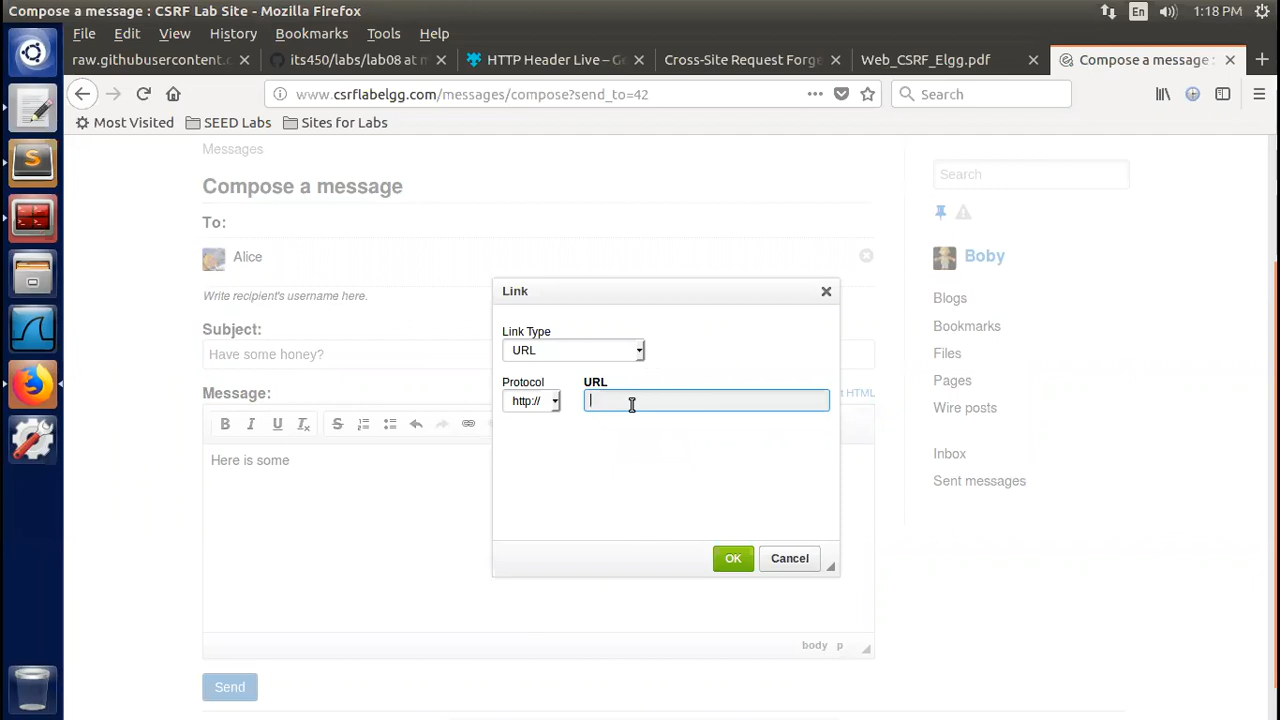 Compose a message : CSRF Lab Site - Mozilla Firefox
En
1:18 PM
File Edit View History Bookmarks Tools Help
raw.githubusercontent.c
its450/labs/lab08 at m
HTTP Header Live – Ge
Cross-Site Request Forge
Web_CSRF_Elgg.pdf
Compose a message :
www.csrflabelgg.com/messages/compose?send_to=42
Search
Most Visited
SEED Labs
Sites for Labs
Messages
Search
Compose a message
To:
Alice
Boby
Write recipient's username here.
Subject:
Have some honey?
Message:
HTML
B I U S
Here is some
body p
Send
Link
Link Type
URL
Protocol URL
http://
OK Cancel
Blogs
Bookmarks
Files
Pages
Wire posts
Inbox
Sent messages